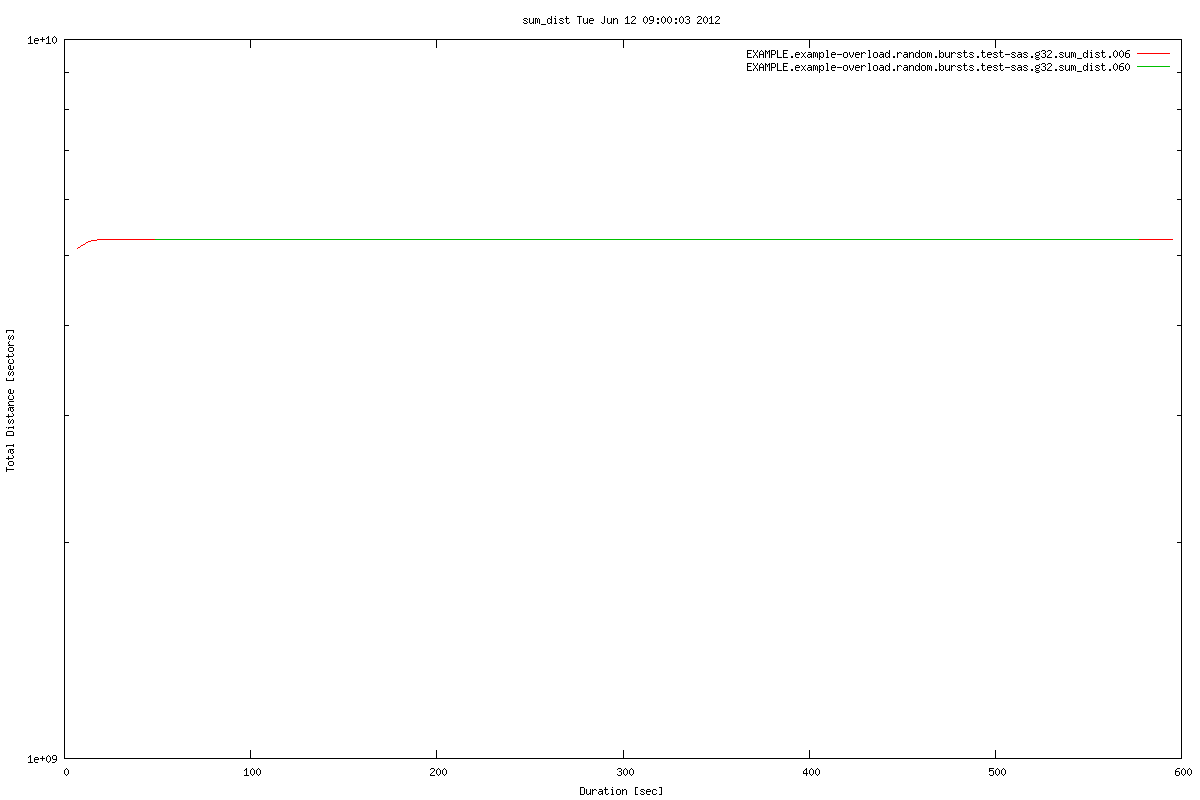 sum_dist Tue Jun 12 09:00:03 2012
1e+10
EXAMPLE.example-overload.random.bursts.test-sas.g32.sum_dist.006
EXAMPLE.example-overload.random.bursts.test-sas.g32.sum_dist.060
Total Distance [sectors]
1e+09
0 100 200 300 400 500 600
Duration [sec]